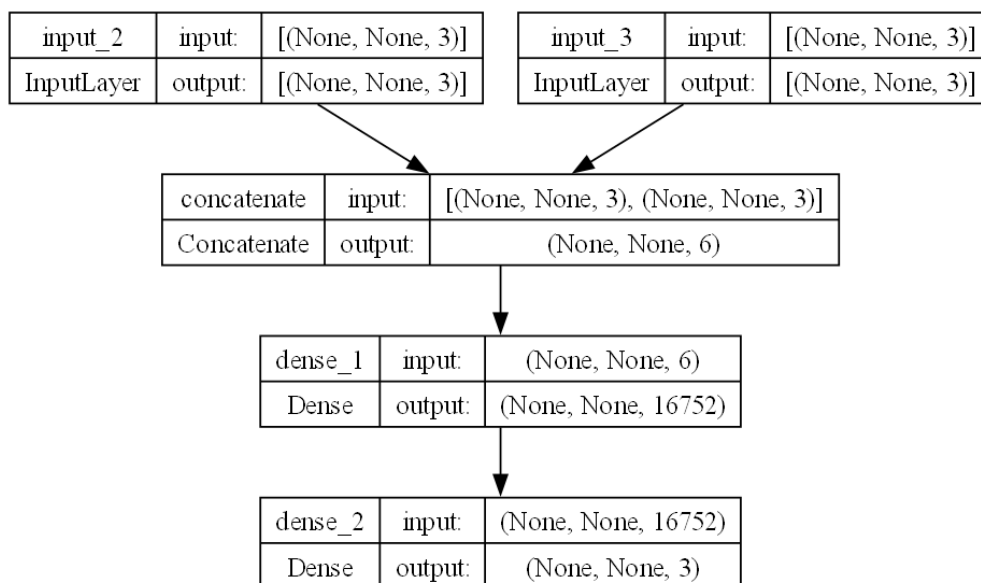 input_2 input: [(None, None, 3)]
InputLayer output: [(None, None, 3)]
input_3 input: [(None, None, 3)]
InputLayer output: [(None, None, 3)]
concatenate input: [(None, None, 3), (None, None, 3)]
Concatenate output: (None, None, 6)
dense_1 input: (None, None, 6)
Dense output: (None, None, 16752)
dense_2 input: (None, None, 16752)
Dense output: (None, None, 3)